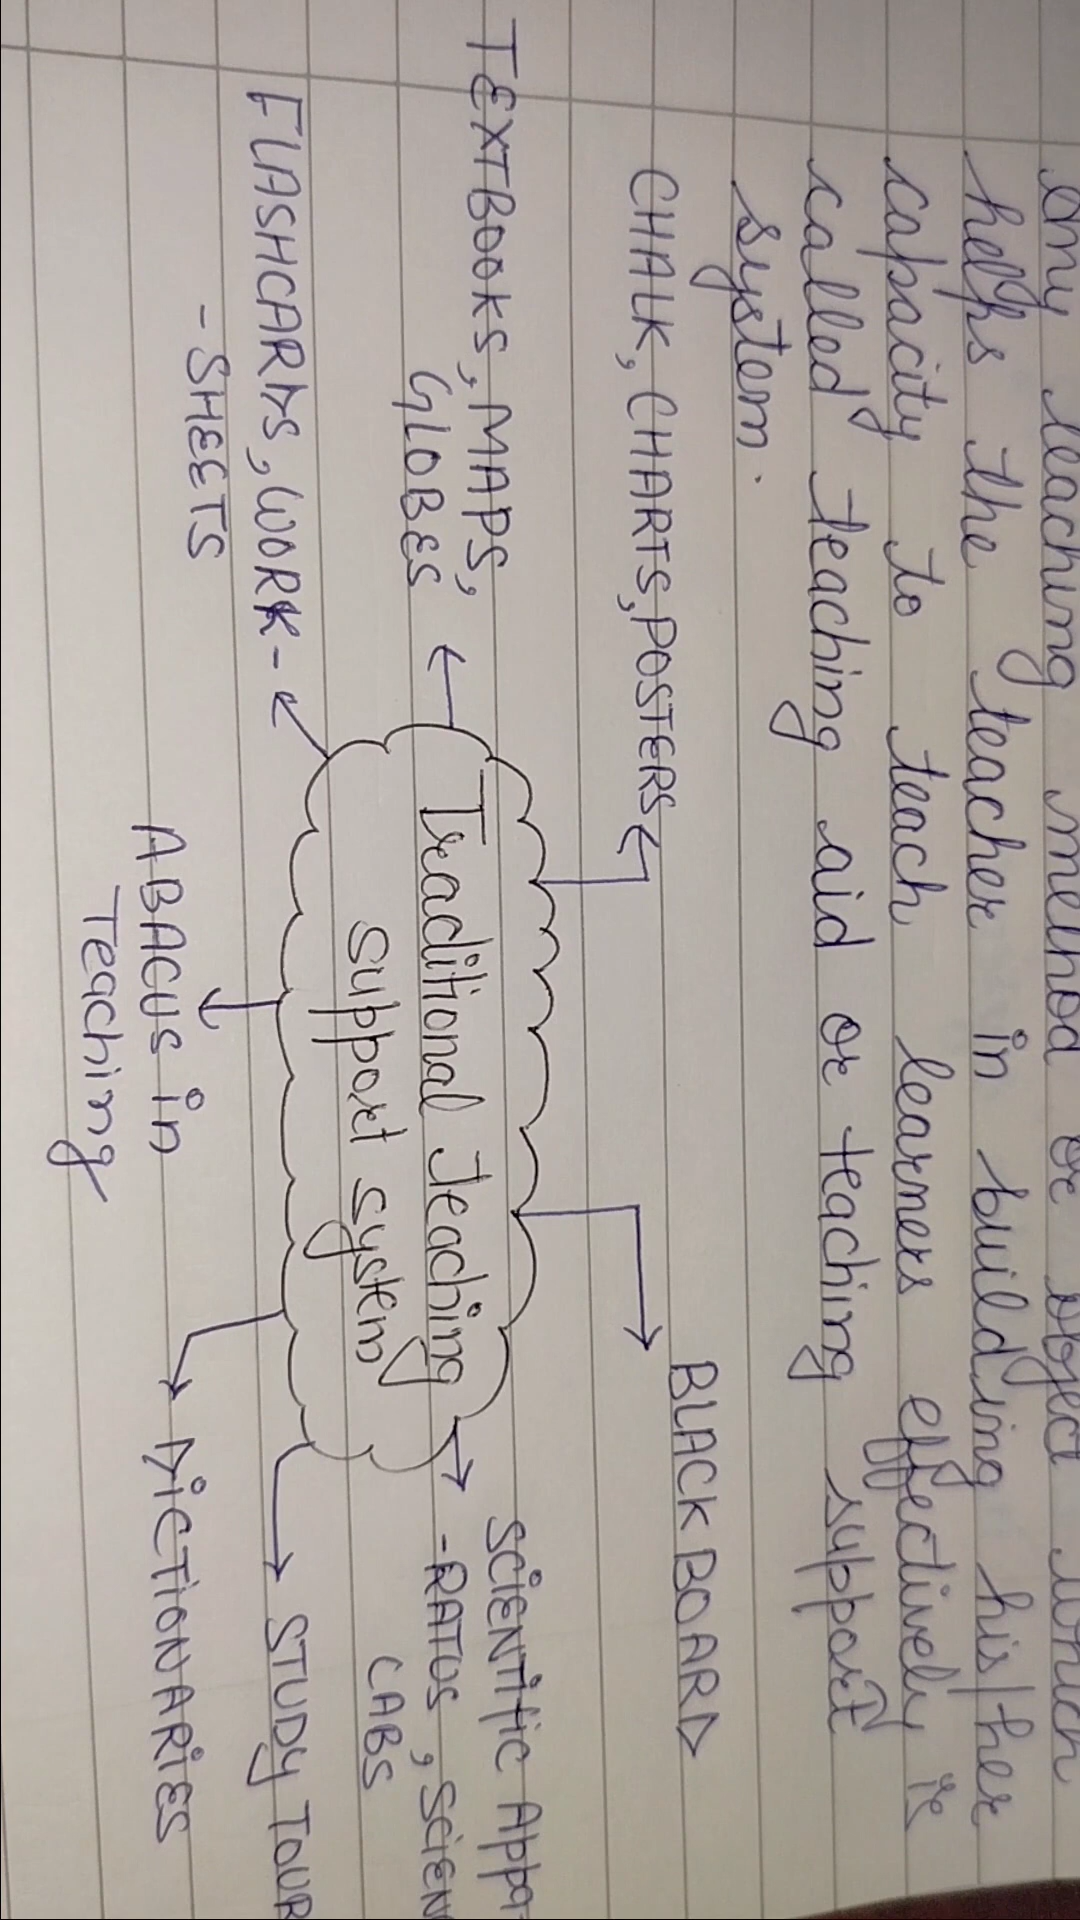 any teaching method or object which
helps the teacher in building his/her
capacity to teach learners effectively is
called teaching aid or teaching support
system.
CHALK, CHARTS, POSTERS
BLACKBOARD
TEXTBOOKS, MAPS,
GLOBES
Traditional teaching
support system
SCIENTIFIC APPA
-RATUS, SCIEN
LABS
FLASHCARDS, WORK-
-SHEETS
STUDY TOUR
ABACUS in
Teaching
DICTIONARIES